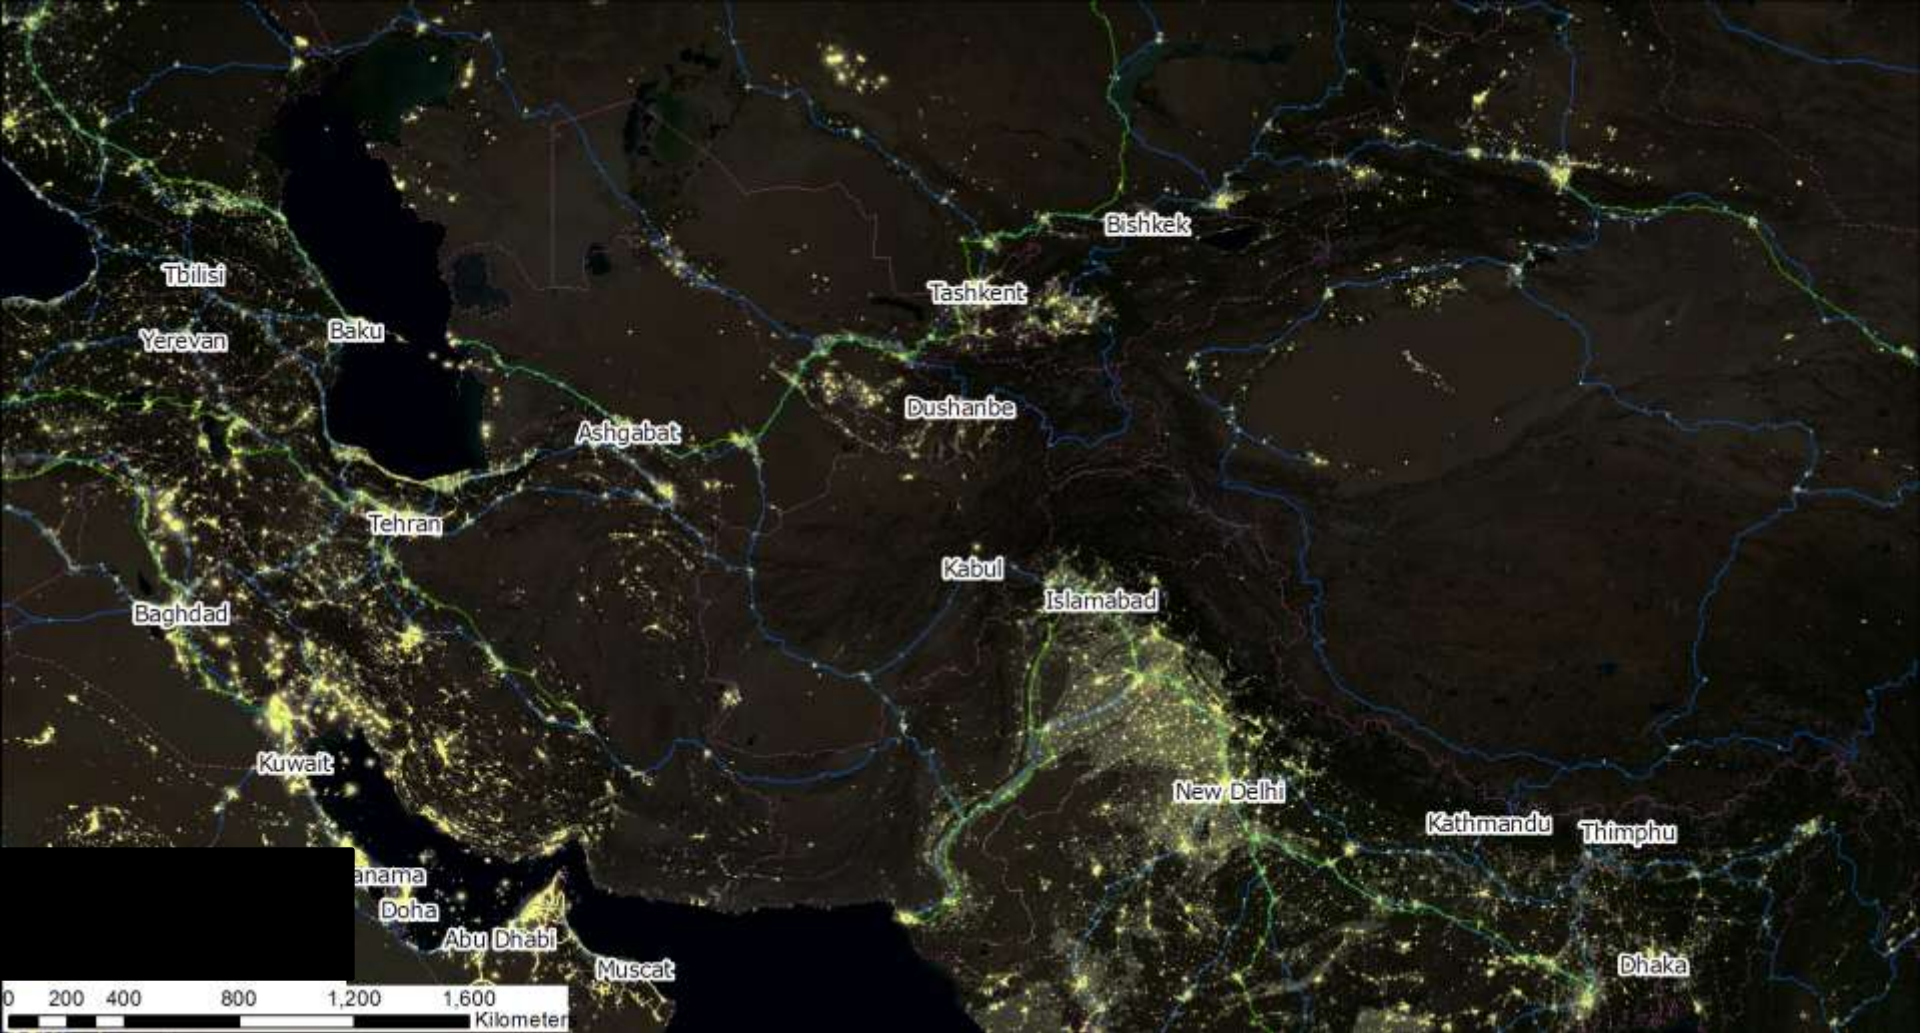 Bishkek
Tbilisi
Tashkent
Baku
Yerevan
Dushanbe
Ashgabat
Tehran
Kabul
Islamabad
Baghdad
Kuwait
New Delhi
Kathmandu
Thimphu
anama
Doha
Abu Dhabi
Muscat
Dhaka
0 200 400 800 1,200 1,600
Kilometers